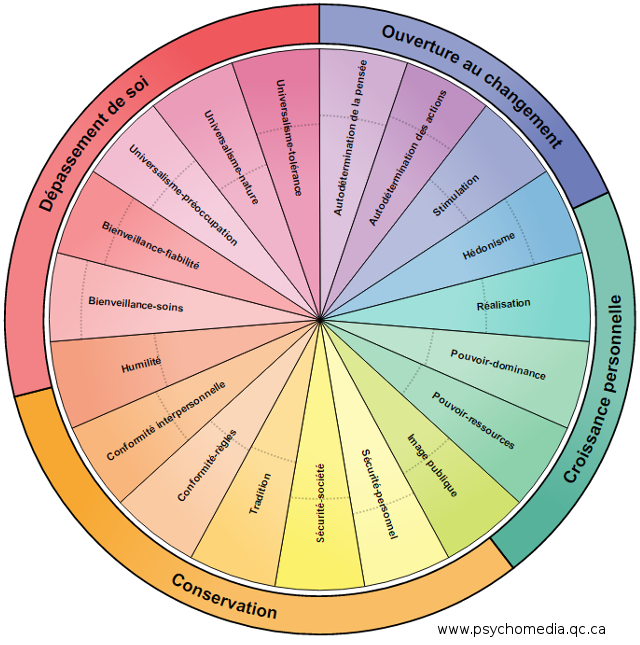 Ouverture au changement
Croissance personnelle
Conservation
Dépassement de soi
Autodétermination de la pensée
Autodétermination des actions
Stimulation
Hédonisme
Réalisation
Pouvoir-dominance
Pouvoir-ressources
Image publique
Sécurité-personnel
Sécurité-société
Tradition
Conformité-règles
Conformité interpersonnelle
Humilité
Bienveillance-soins
Bienveillance-fiabilité
Universalisme-préoccupation
Universalisme-nature
Universalisme-tolérance
www.psychomedia.qc.ca